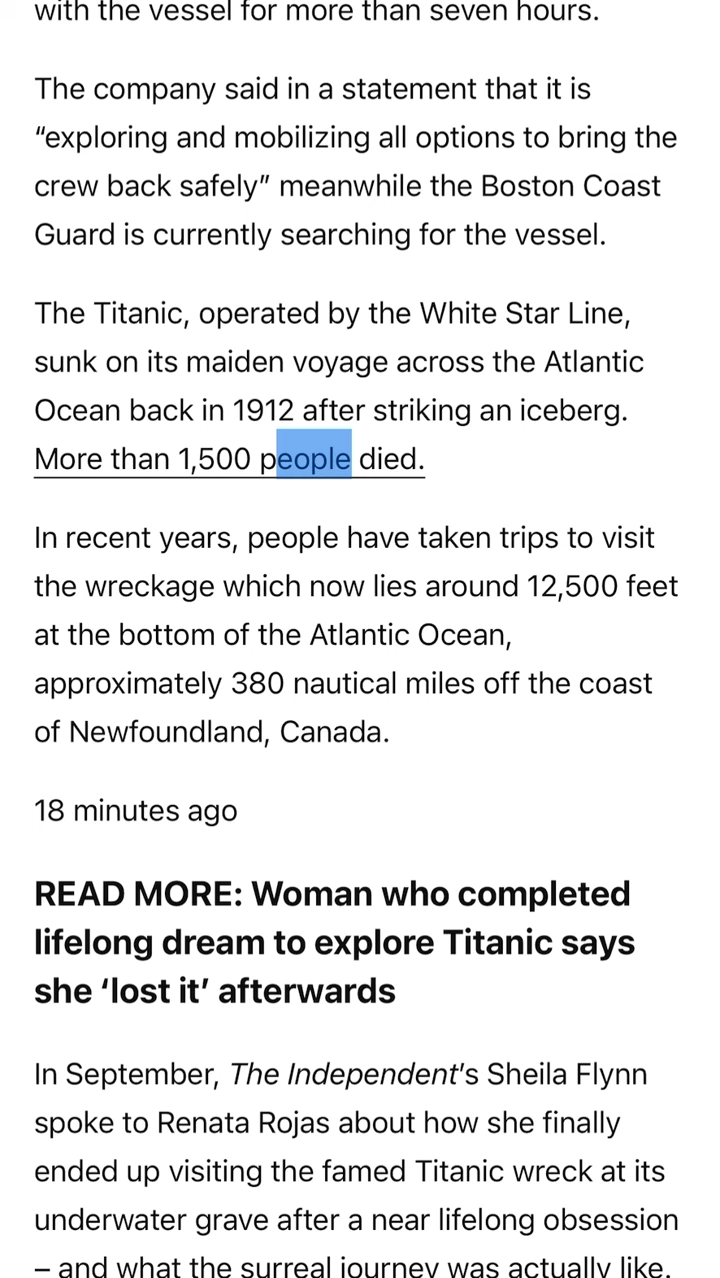 with the vessel for more than seven hours.
The company said in a statement that it is
“exploring and mobilizing all options to bring the
crew back safely” meanwhile the Boston Coast
Guard is currently searching for the vessel.
The Titanic, operated by the White Star Line,
sunk on its maiden voyage across the Atlantic
Ocean back in 1912 after striking an iceberg.
More than 1,500 people died.
In recent years, people have taken trips to visit
the wreckage which now lies around 12,500 feet
at the bottom of the Atlantic Ocean,
approximately 380 nautical miles off the coast
of Newfoundland, Canada.
18 minutes ago
READ MORE: Woman who completed
lifelong dream to explore Titanic says
she ‘lost it’ afterwards
In September, The Independent’s Sheila Flynn
spoke to Renata Rojas about how she finally
ended up visiting the famed Titanic wreck at its
underwater grave after a near lifelong obsession
– and what the surreal journey was actually like.